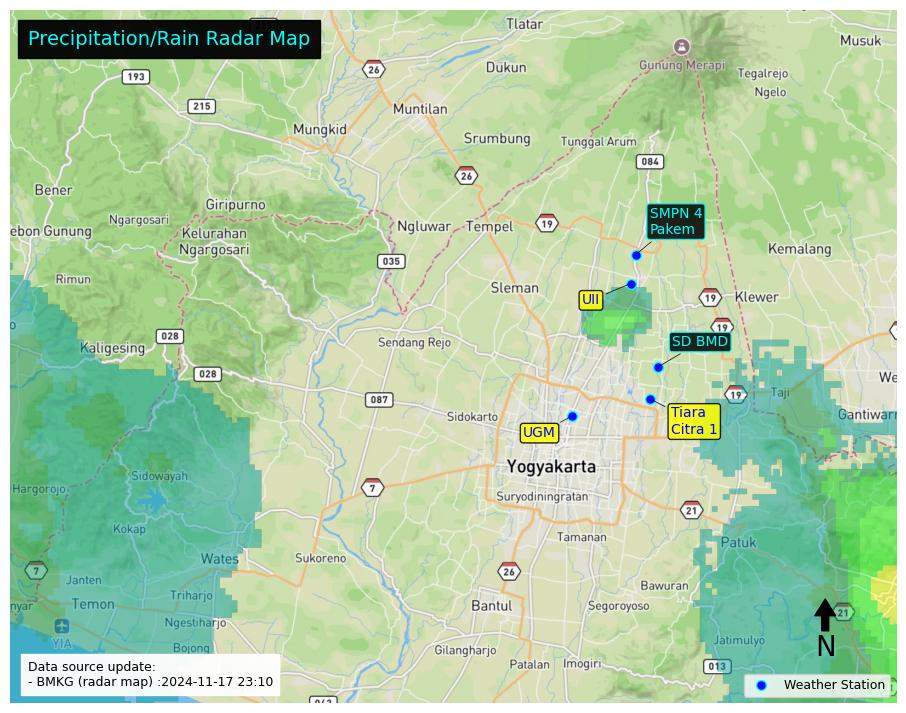 Precipitation/Rain Radar Map
Tlatar
Musuk
26
Gunung Merapi
Dukun
Tegalrejo
193
Ngelo
215
Muntilan
Mungkid
Srumbung
Tunggal Arum
084
26
Bener
Giripurno
SMPN 4
Pakem
Ngargosari
Ngluwar
Tempel
19
ebon Gunung
Kelurahan
Ngargosari
Kemalang
035
Rimun
Sleman
UII
19
Klewer
19
028
Sendang Rejo
SD BMD
Kaligesing
028
We
087
19
Taji
Sidokarto
Tiara
Citra 1
Gantiwar
UGM
Yogyakarta
Sidowayah
Hargorojo
7
Suryodiningratan
21
Kokap
Tamanan
Patuk
Wates
Sukoreno
7
26
Janten
Bawuran
Temon
Triharjo
Bantul
Segoroyoso
nyar
21
Ngestiharjo
YIA
N
Jatimulyo
Bojong
Gilangharjo
Patalan
Imogiri
013
Data source update:
- BMKG (radar map) :2024-11-17 23:10
Weather Station